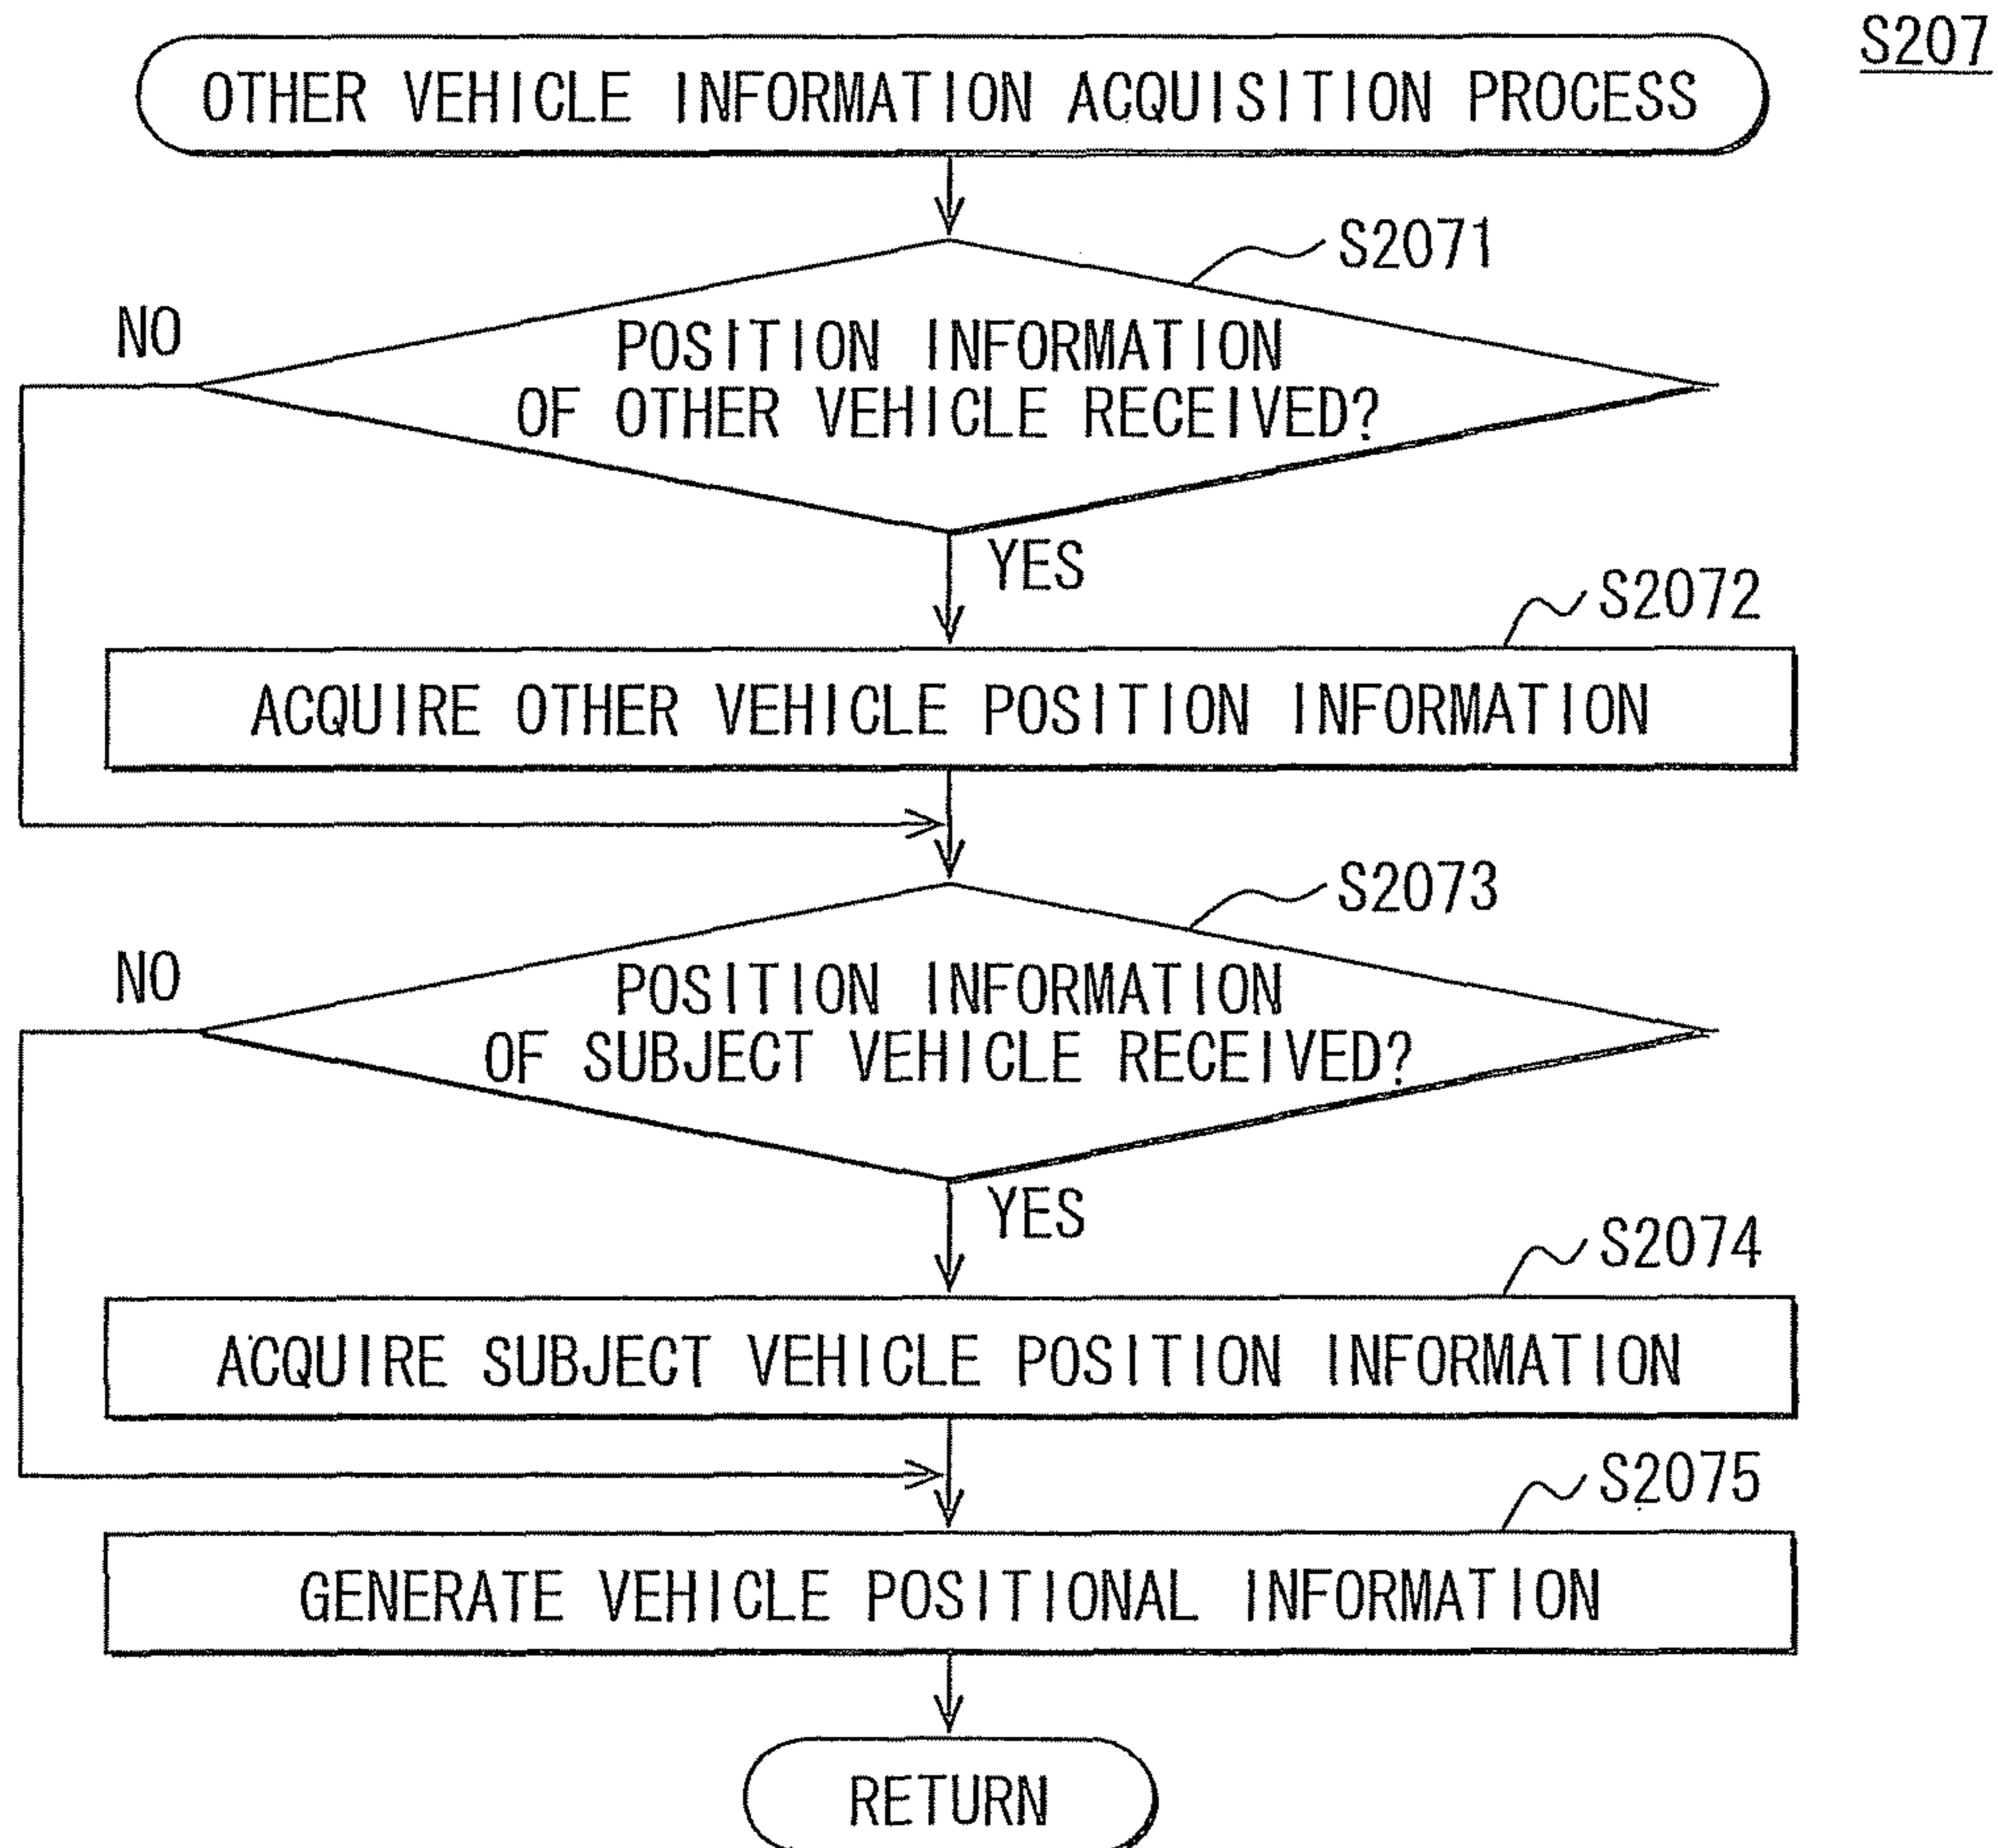 S207
OTHER VEHICLE INFORMATION ACQUISITION PROCESS
S2071
NO
POSITION INFORMATION
OF OTHER VEHICLE RECEIVED?
YES
S2072
ACQUIRE OTHER VEHICLE POSITION INFORMATION
S2073
NO
POSITION INFORMATION
OF SUBJECT VEHICLE RECEIVED?
YES
S2074
ACQUIRE SUBJECT VEHICLE POSITION INFORMATION
S2075
GENERATE VEHICLE POSITIONAL INFORMATION
RETURN